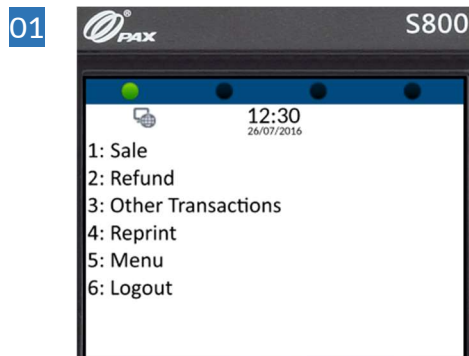 01
PAX
S800
12:30
26/07/2016
1: Sale
2: Refund
3: Other Transactions
4: Reprint
5: Menu
6: Logout